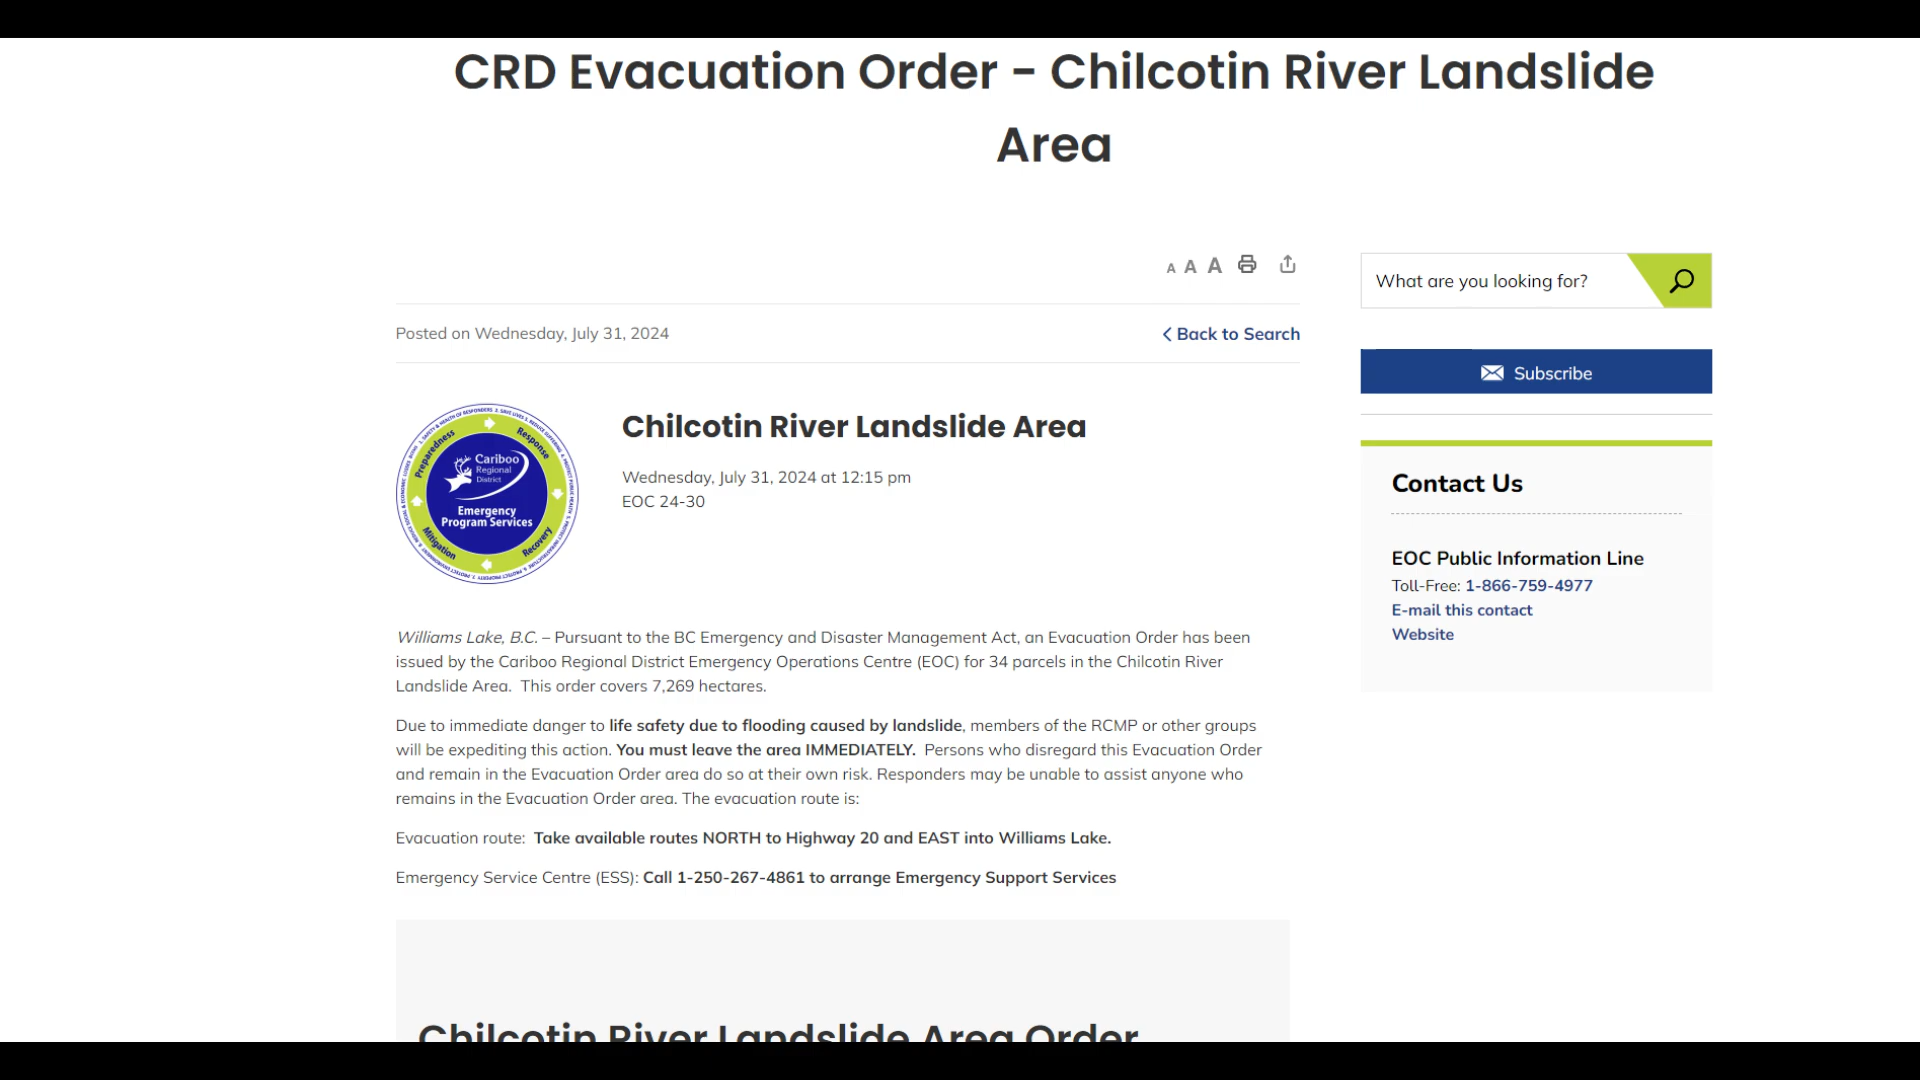 CRD Evacuation Order - Chilcotin River Landslide
Area
A A A
What are you looking for?
Posted on Wednesday, July 31, 2024
Back to Search
Subscribe
Preparedness
Response
Cariboo
Regional
District
Emergency
Program Services
Mitigation
Recovery
Chilcotin River Landslide Area
Wednesday, July 31, 2024 at 12:15 pm
EOC 24-30
Contact Us
EOC Public Information Line
Toll-Free: 1-866-759-4977
E-mail this contact
Website
Williams Lake, B.C. – Pursuant to the BC Emergency and Disaster Management Act, an Evacuation Order has been
issued by the Cariboo Regional District Emergency Operations Centre (EOC) for 34 parcels in the Chilcotin River
Landslide Area. This order covers 7,269 hectares.
Due to immediate danger to life safety due to flooding caused by landslide, members of the RCMP or other groups
will be expediting this action. You must leave the area IMMEDIATELY. Persons who disregard this Evacuation Order
and remain in the Evacuation Order area do so at their own risk. Responders may be unable to assist anyone who
remains in the Evacuation Order area. The evacuation route is:
Evacuation route: Take available routes NORTH to Highway 20 and EAST into Williams Lake.
Emergency Service Centre (ESS): Call 1-250-267-4861 to arrange Emergency Support Services
Chilcotin River Landslide Area Order